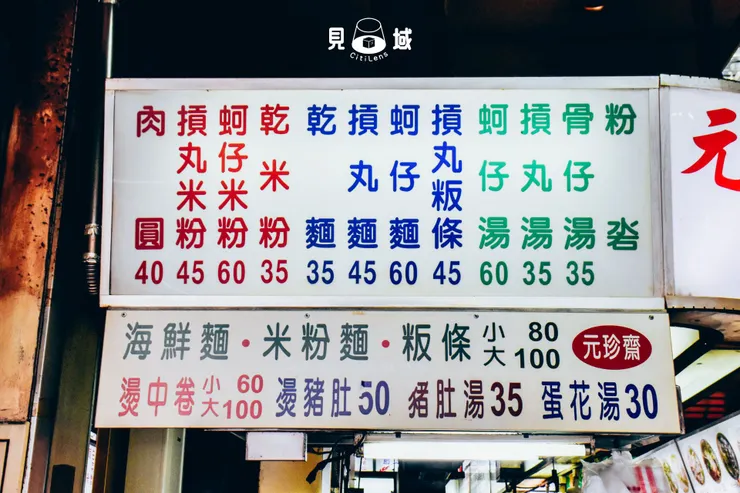 見域
CitiLens
肉圓 40
摃丸米粉 45
蚵仔米粉 60
乾米粉 35
乾麵 35
摃丸麵 45
蚵仔麵 60
摃丸粄條 45
蚵仔湯 60
摃丸湯 35
骨仔湯 35
粉粩
元
海鮮麵・米粉麵・粄條 小 80 大 100
元珍齋
燙中卷 小 60 大 100 燙豬肚 50 豬肚湯 35 蛋花湯 30